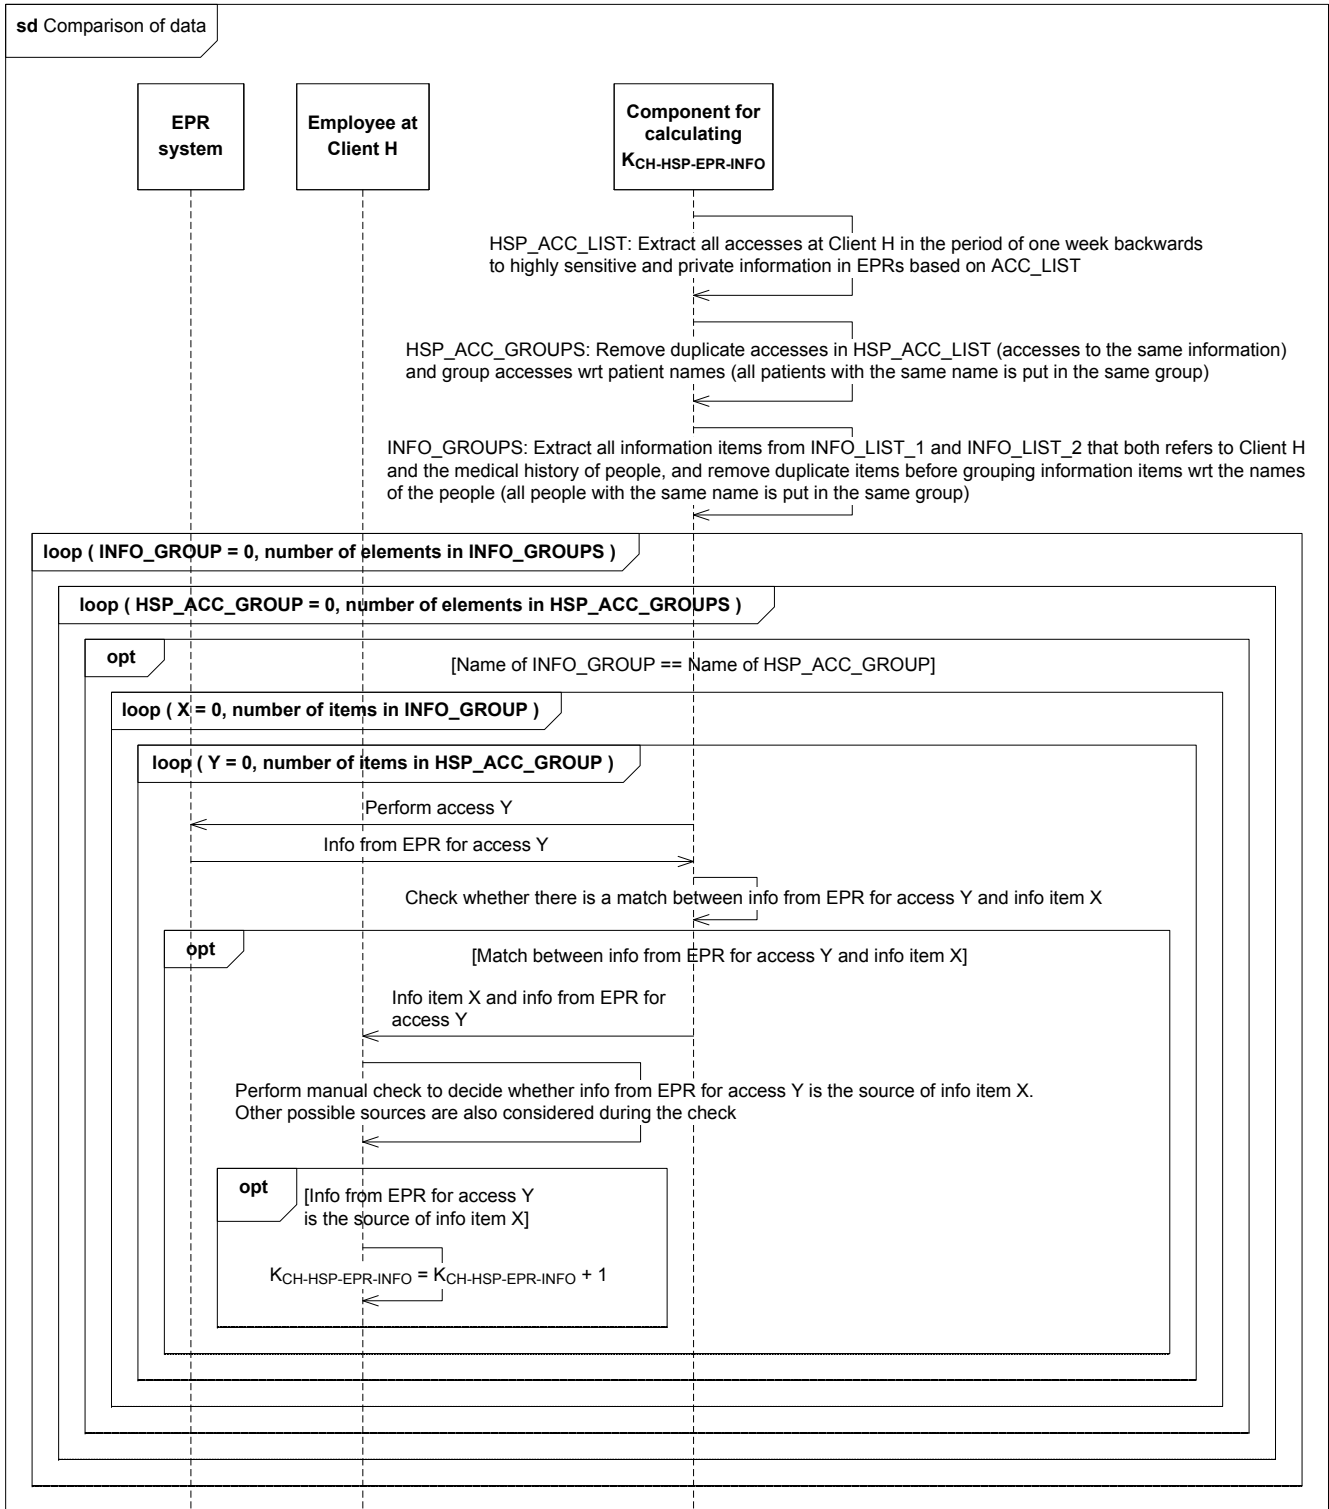 sd Comparison of data
EPR
system
Employee at
Client H
Component for
calculating
KCH-HSP-EPR-INFO
HSP_ACC_LIST: Extract all accesses at Client H in the period of one week backwards
to highly sensitive and private information in EPRs based on ACC_LIST
HSP_ACC_GROUPS: Remove duplicate accesses in HSP_ACC_LIST (accesses to the same information)
and group accesses wrt patient names (all patients with the same name is put in the same group)
INFO_GROUPS: Extract all information items from INFO_LIST_1 and INFO_LIST_2 that both refers to Client H
and the medical history of people, and remove duplicate items before grouping information items wrt the names
of the people (all people with the same name is put in the same group)
loop ( INFO_GROUP = 0, number of elements in INFO_GROUPS )
loop ( HSP_ACC_GROUP = 0, number of elements in HSP_ACC_GROUPS )
opt
[Name of INFO_GROUP == Name of HSP_ACC_GROUP]
loop ( X = 0, number of items in INFO_GROUP )
loop ( Y = 0, number of items in HSP_ACC_GROUP )
Perform access Y
Info from EPR for access Y
Check whether there is a match between info from EPR for access Y and info item X
opt
[Match between info from EPR for access Y and info item X]
Info item X and info from EPR for
access Y
Perform manual check to decide whether info from EPR for access Y is the source of info item X.
Other possible sources are also considered during the check
opt
[Info from EPR for access Y
is the source of info item X]
KCH-HSP-EPR-INFO = KCH-HSP-EPR-INFO + 1